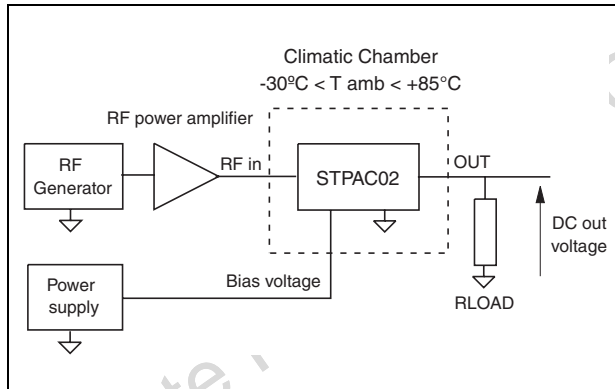 Climatic Chamber
-30ºC < T amb < +85°C
RF power amplifier
RF
Generator
RF in
STPAC02
OUT
DC out
voltage
Power
supply
Bias voltage
RLOAD